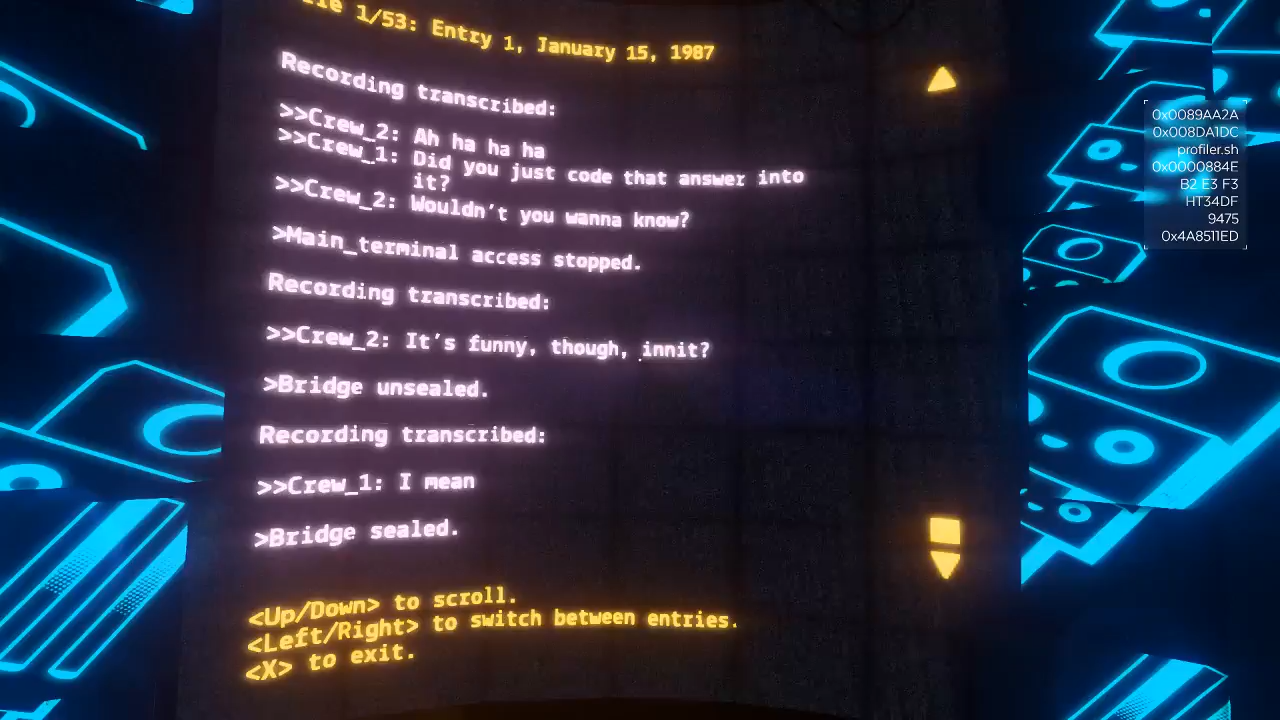 1/53: Entry 1, January 15, 1987
Recording transcribed:
>>Crew_2: Ah ha ha ha
>>Crew_1: Did you just code that answer into
it?
>>Crew_2: Wouldn't you wanna know?
>Main_terminal access stopped.
Recording transcribed:
>>Crew_2: It's funny, though, innit?
>Bridge unsealed.
Recording transcribed:
>>Crew_1: I mean
>Bridge sealed.
<Up/Down> to scroll.
<Left/Right> to switch between entries.
<X> to exit.
0x0089AA2A
0x008DA1DC
profiler.sh
0x0000884E
B2 E3 F3
HT34DF
9475
0x4A8511ED